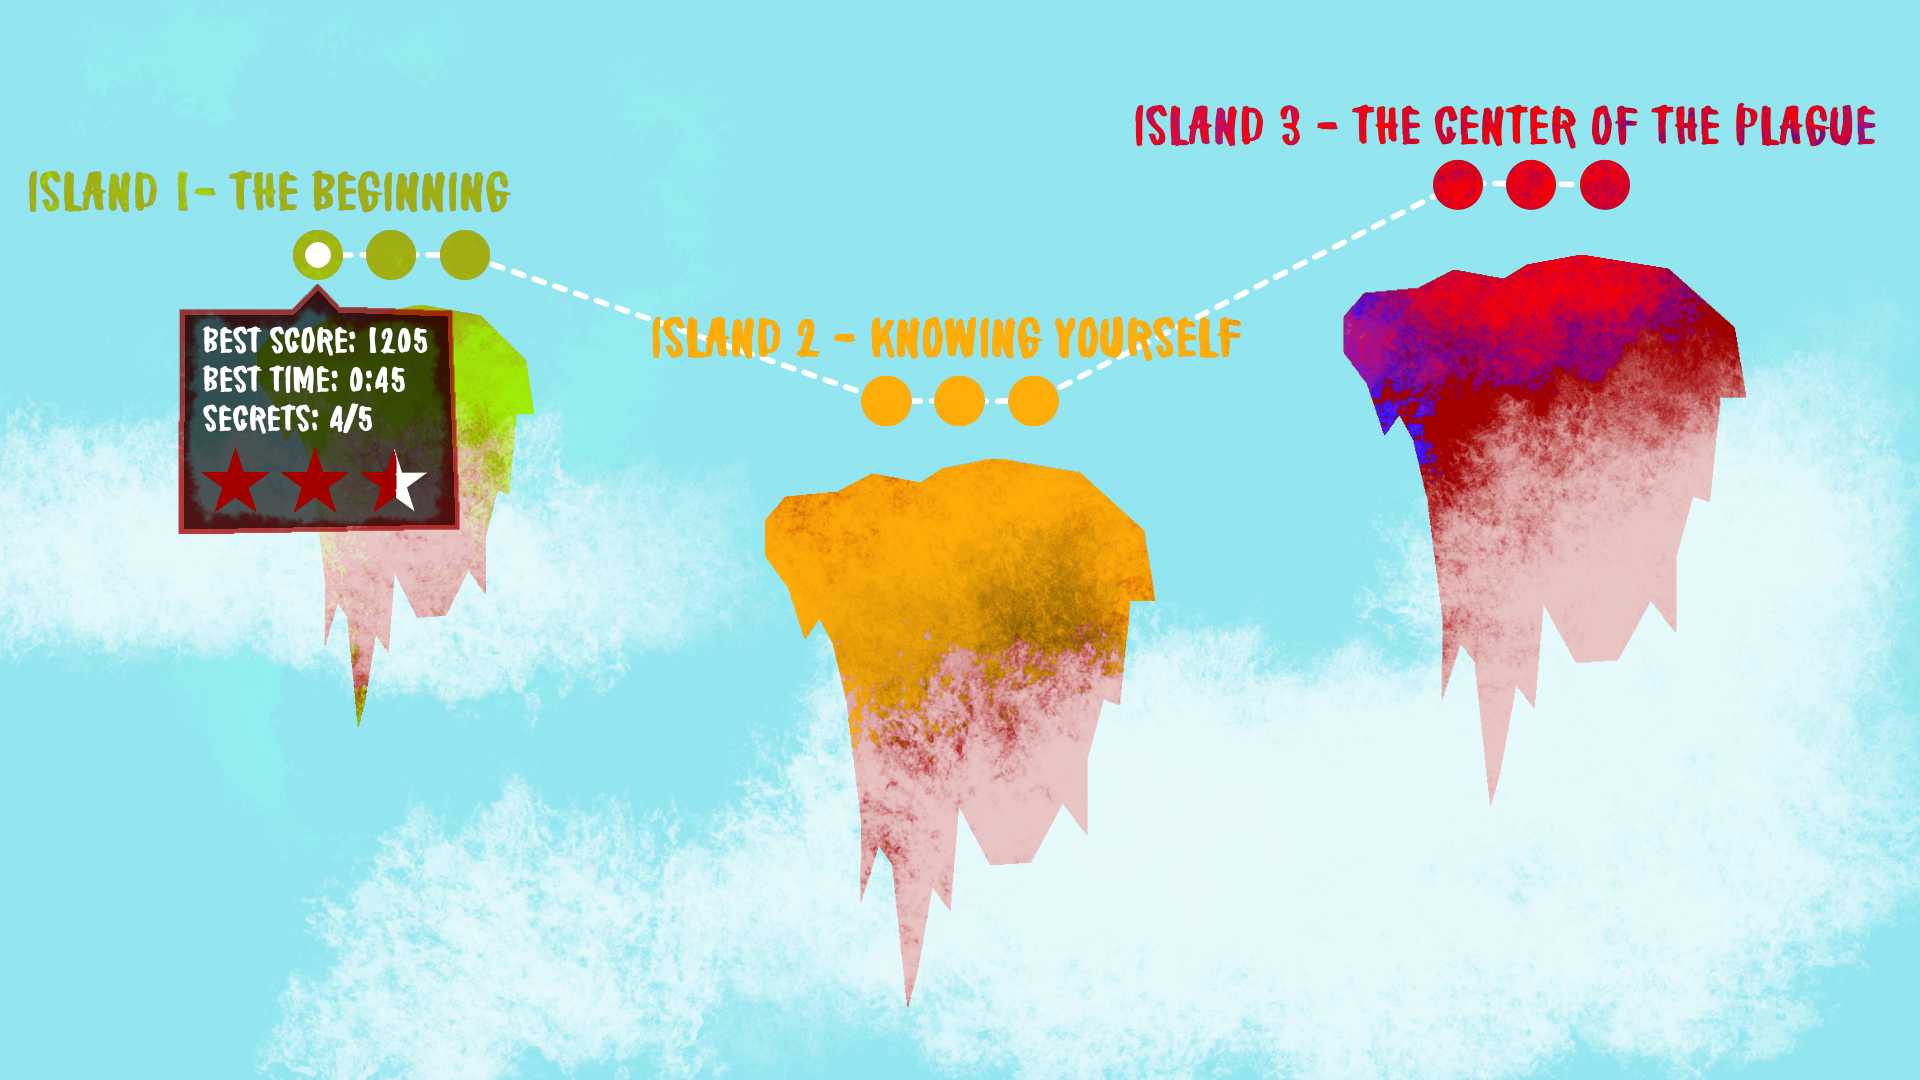 ISLAND 3 - THE CENTER OF THE PLAGUE
ISLAND 1- THE BEGINNING
ISLAND 2 - KNOWING YOURSELF
BEST SCORE: 1205
BEST TIME: 0:45
SECRETS: 4/5